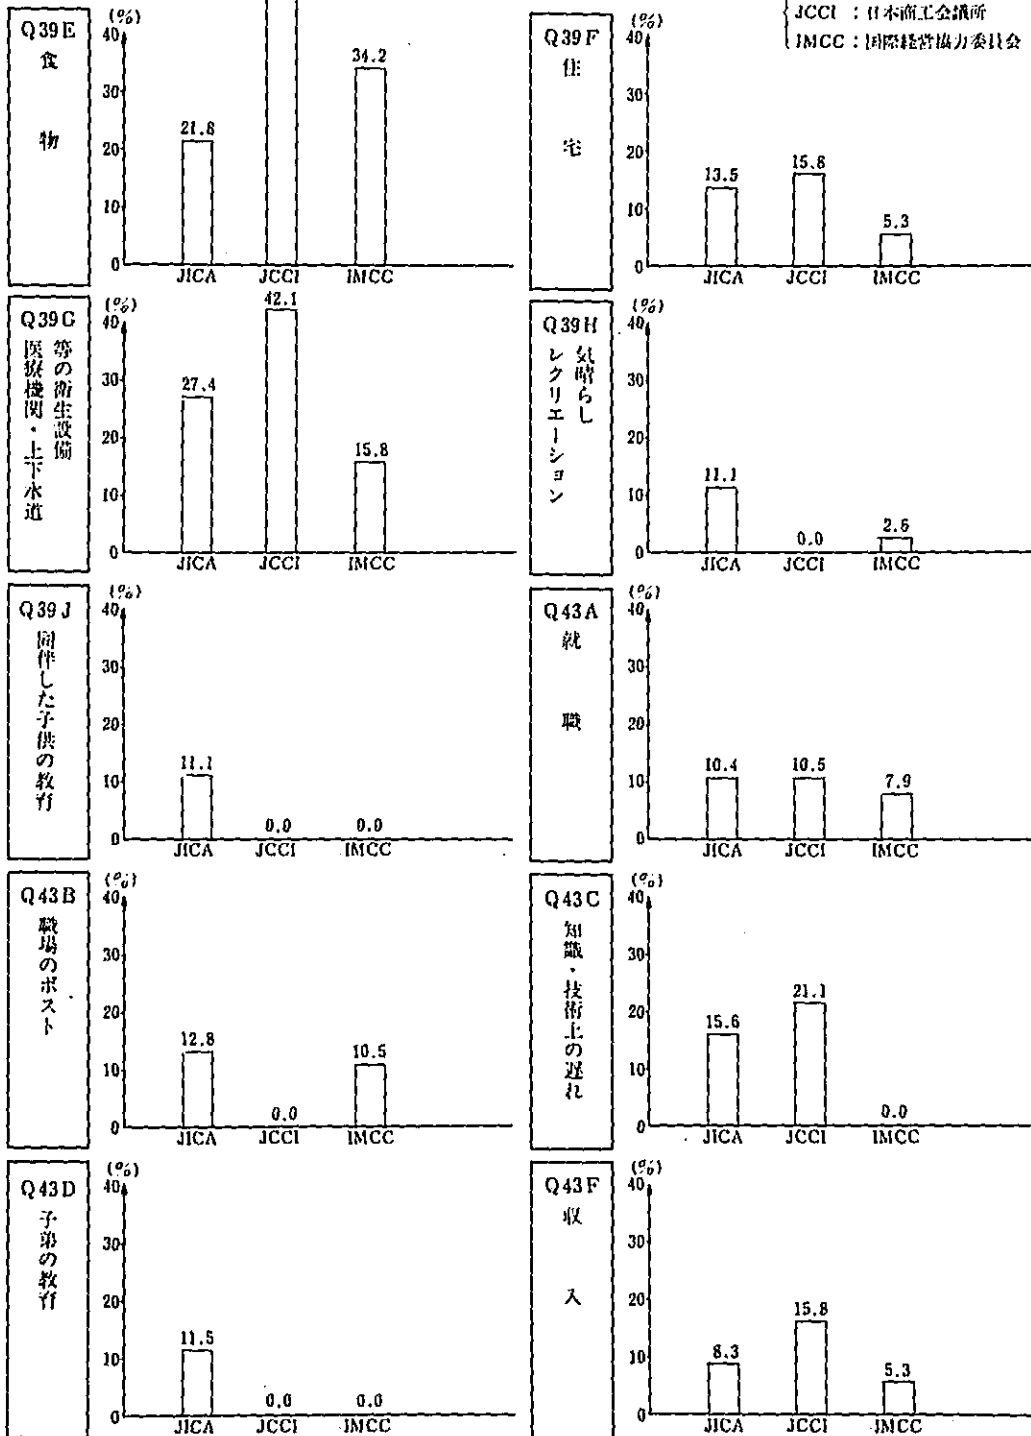 JCCI : 日本商工会議所
IMCC : 国際経営協力委員会
Q39E
食物
(%)
40
30
20
10
0
21.8
34.2
JICA JCCI IMCC
Q39F
住宅
(%)
40
30
20
10
0
13.5
15.8
5.3
JICA JCCI IMCC
Q39G
医療機関・上下水道
等の衛生設備
(%)
30
20
10
0
27.4
42.1
15.8
JICA JCCI IMCC
Q39H
レクリエーション
気晴らし
(%)
40
30
20
10
0
11.1
0.0
2.6
JICA JCCI IMCC
Q39J
同伴した子供の教育
(%)
40
30
20
10
0
11.1
0.0
0.0
JICA JCCI IMCC
Q43A
就職
(%)
40
30
20
10
0
10.4
10.5
7.9
JICA JCCI IMCC
Q43B
職場のポスト
(%)
40
30
20
10
0
12.8
0.0
10.5
JICA JCCI IMCC
Q43C
知識・技術上の遅れ
(%)
40
30
20
10
0
15.6
21.1
0.0
JICA JCCI IMCC
Q43D
子弟の教育
(%)
40
30
20
10
0
11.5
0.0
0.0
JICA JCCI IMCC
Q43F
収入
(%)
40
30
20
10
0
8.3
15.8
5.3
JICA JCCI IMCC